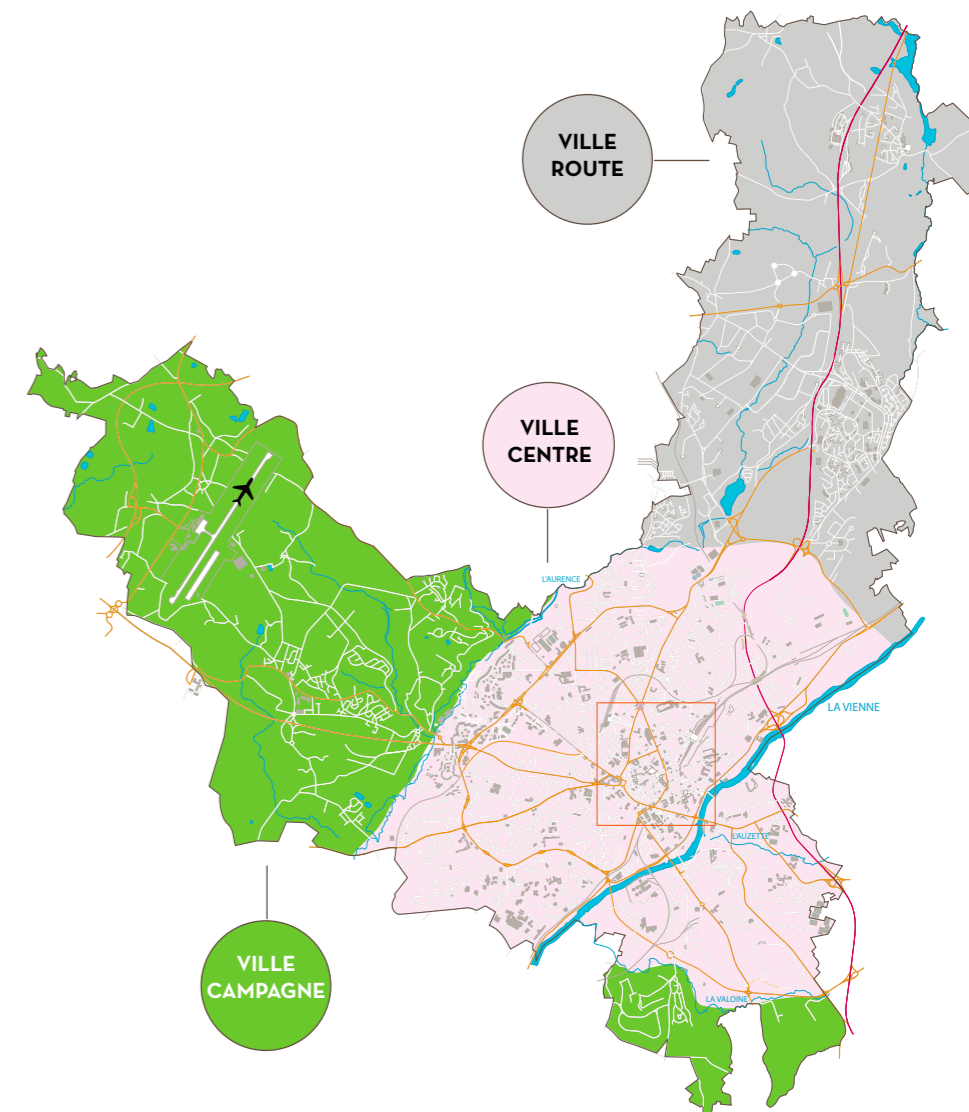 VILLE
ROUTE
VILLE
CENTRE
L'AURENCE
LA VIENNE
L'AUZETTE
VILLE
CAMPAGNE
LA VALOINE